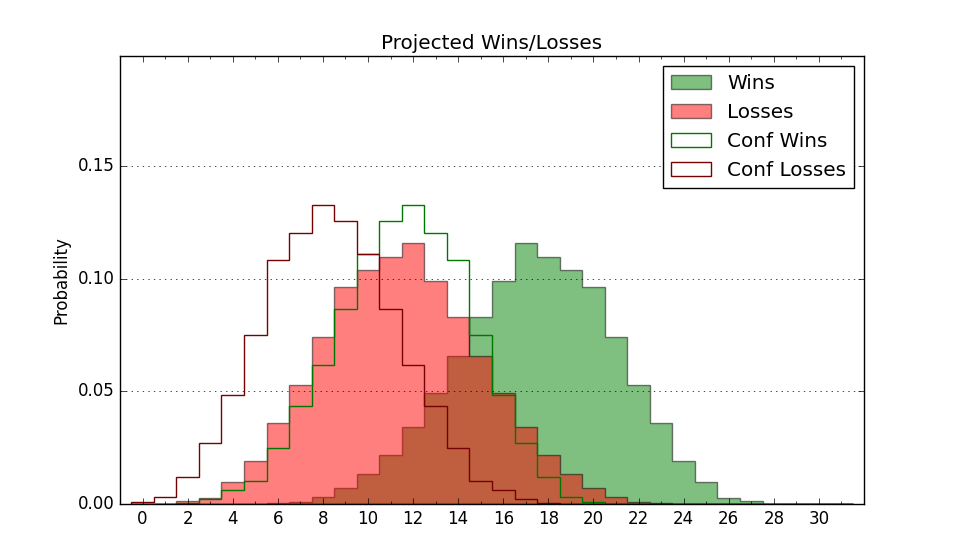 Projected Wins/Losses
Wins
Losses
Conf Wins
Conf Losses
Probability
0.15
0.10
0.05
0.00
0 2 4 6 8 10 12 14 16 18 20 22 24 26 28 30